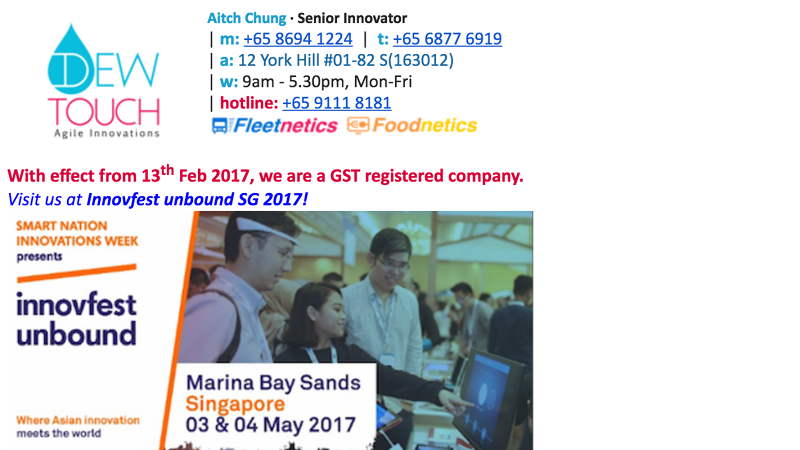 Aitch Chung · Senior Innovator
DEW
TOUCH
Agile Innovations
| m: +65 8694 1224 | t: +65 6877 6919
| a: 12 York Hill #01-82 S(163012)
| w: 9am - 5.30pm, Mon-Fri
| hotline: +65 9111 8181
Fleetnetics Foodnetics
With effect from 13th Feb 2017, we are a GST registered company.
Visit us at Innovfest unbound SG 2017!
SMART NATION
INNOVATIONS WEEK
presents
innovfest
unbound
Marina Bay Sands
Singapore
03 & 04 May 2017
Where Asian innovation
meets the world